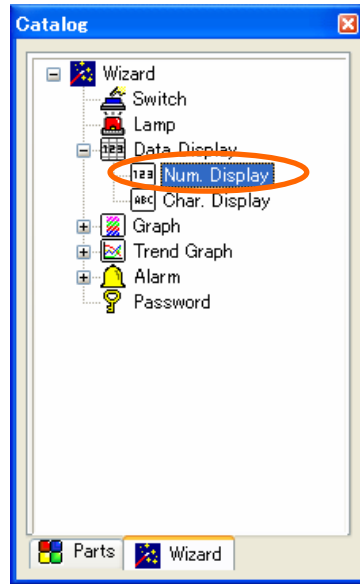 Catalog
Wizard
Switch
Lamp
Data Display
123 Num. Display
ABC Char. Display
Graph
Trend Graph
Alarm
Password
Parts Wizard